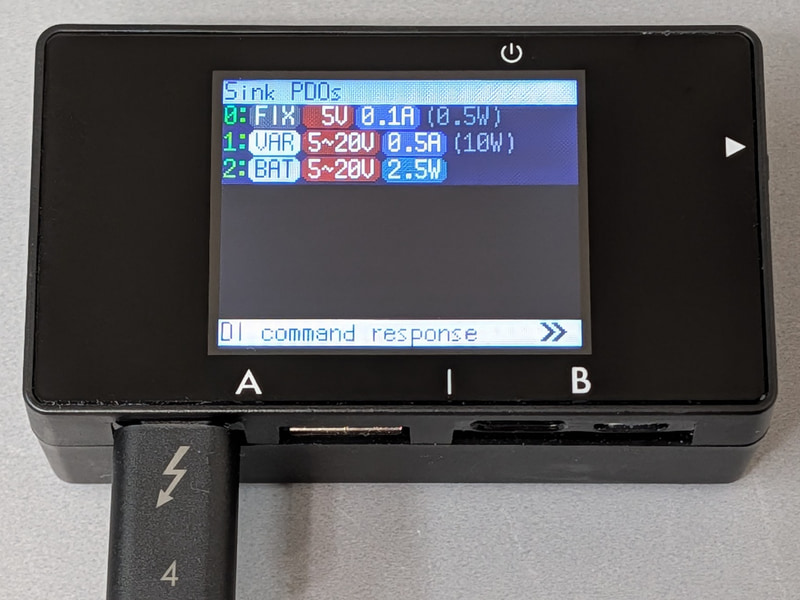 Sink PDOs
0: FIX 5V 0.1A (0.5W)
1: VAR 5~20V 0.5A (10W)
2: BAT 5~20V 2.5W
DI command response
A | B
4